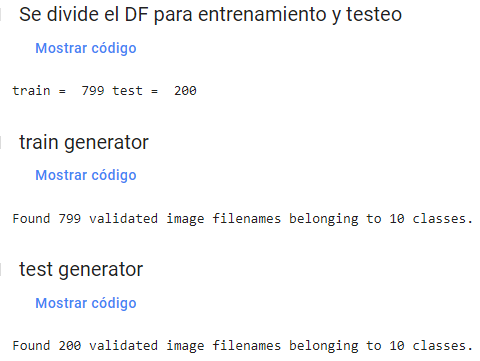 Se divide el DF para entrenamiento y testeo
Mostrar código
train =  799 test =  200
train generator
Mostrar código
Found 799 validated image filenames belonging to 10 classes.
test generator
Mostrar código
Found 200 validated image filenames belonging to 10 classes.